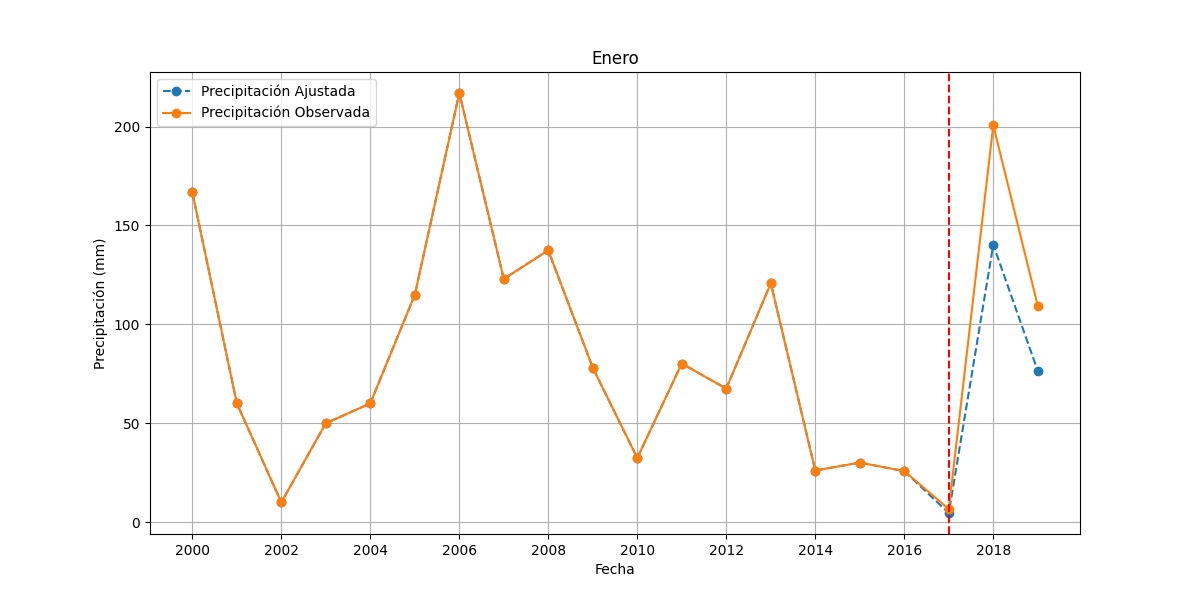 Enero
Precipitación Ajustada
Precipitación Observada
200
150
100
50
0
Precipitación (mm)
2000 2002 2004 2006 2008 2010 2012 2014 2016 2018
Fecha